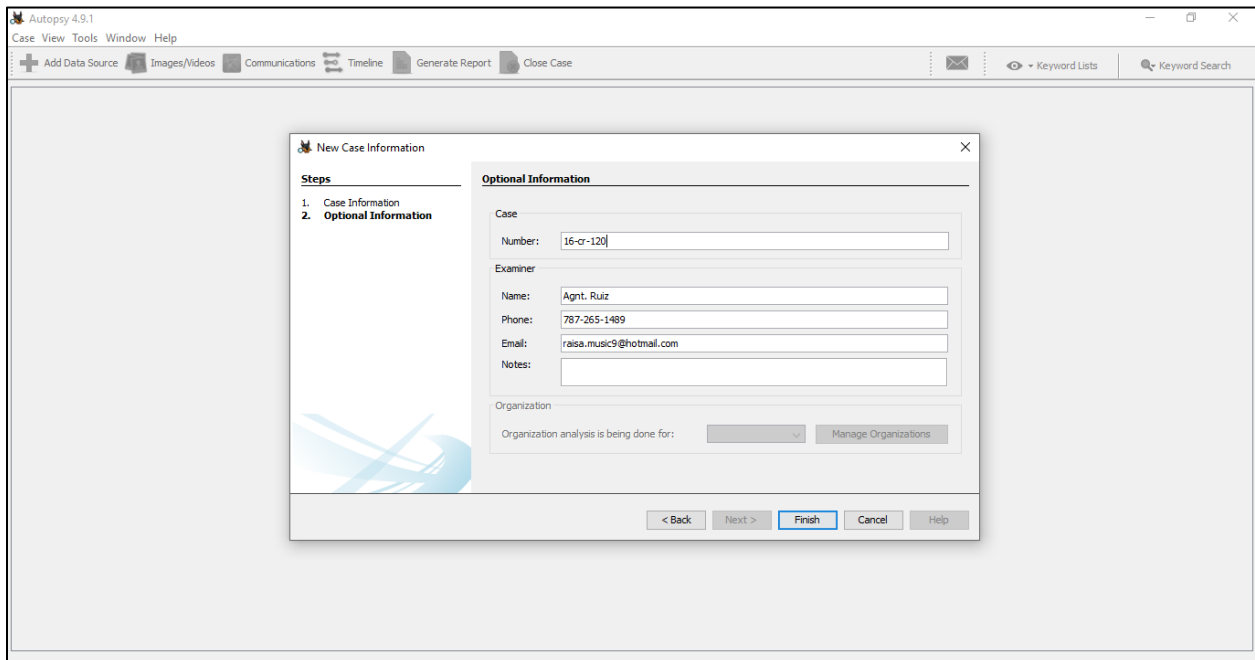 Autopsy 4.9.1
Case View Tools Window Help
Add Data Source Images/Videos Communications Timeline Generate Report Close Case Keyword Lists Keyword Search
New Case Information
Steps
1. Case Information
2. Optional Information
Optional Information
Case
Number: 16-cr-120
Examiner
Name: Agnt. Ruiz
Phone: 787-265-1489
Email: raisa.music9@hotmail.com
Notes:
Organization
Organization analysis is being done for: Manage Organizations
< Back Next > Finish Cancel Help